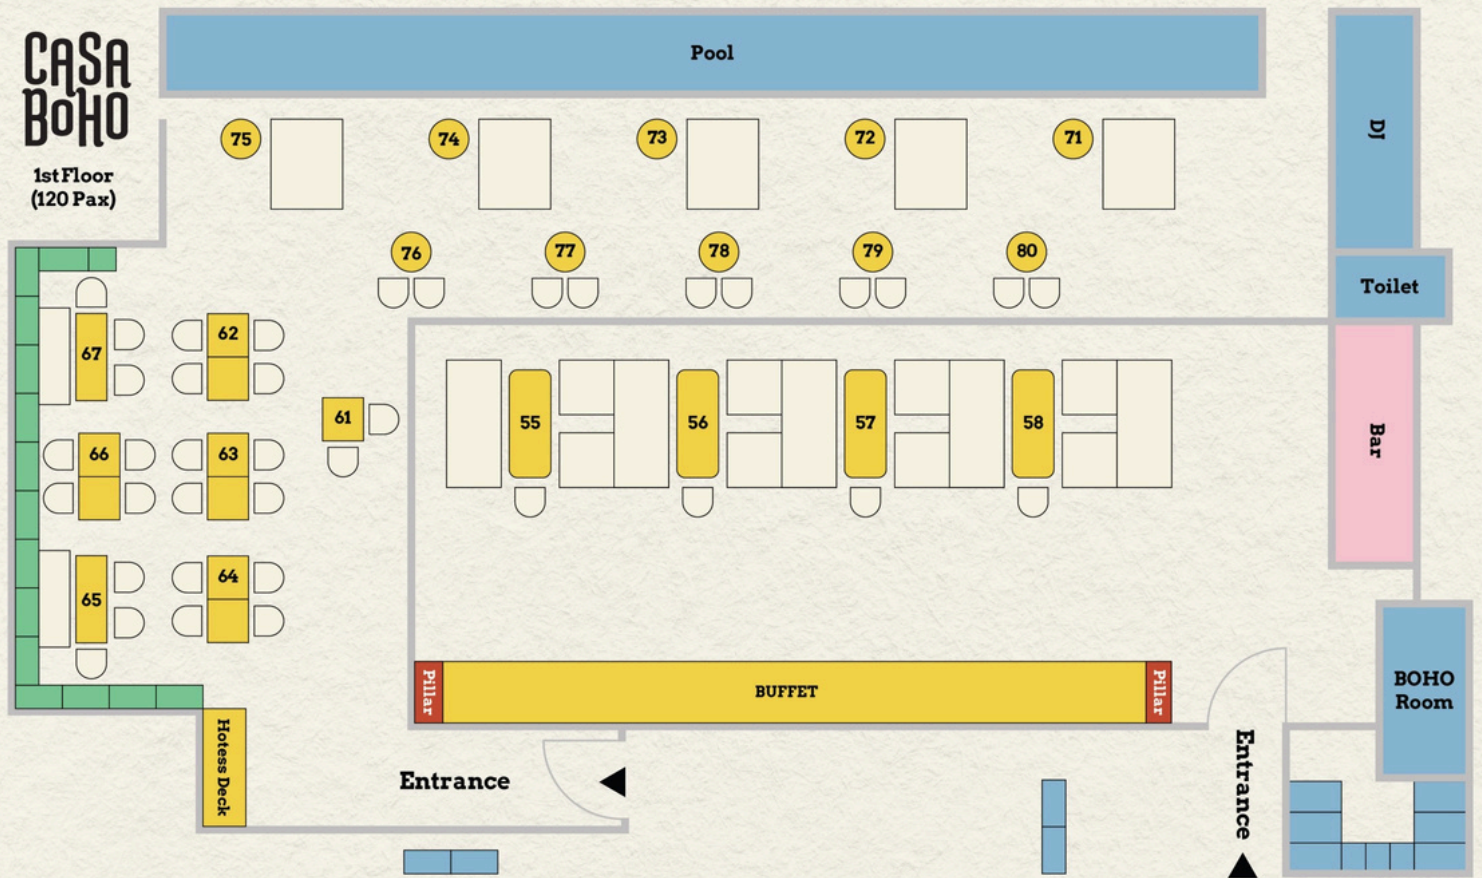 CASA
BOHO
1st Floor
(120 Pax)
Pool
DJ
75
74
73
72
71
76
77
78
79
80
Toilet
67
62
61
55
56
57
58
Bar
66
63
65
64
Pillar
BUFFET
Pillar
BOHO
Room
Hotess Deck
Entrance
Entrance